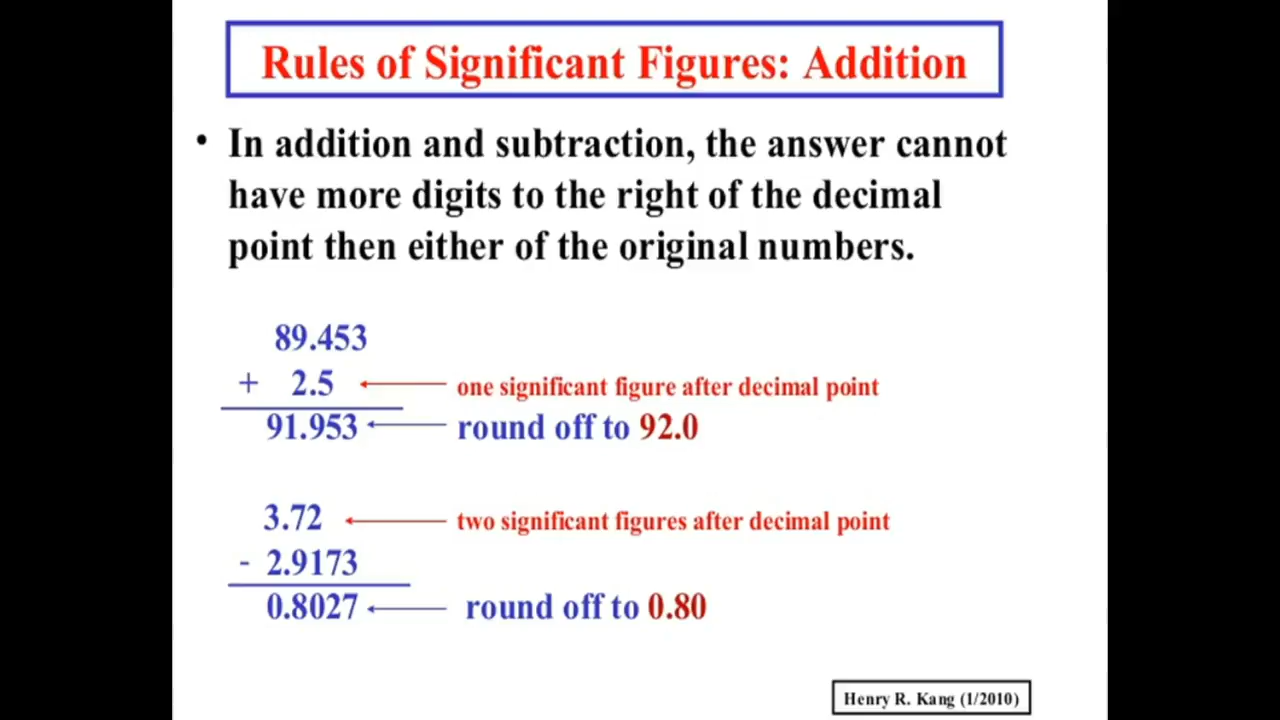 Rules of Significant Figures: Addition
• In addition and subtraction, the answer cannot
have more digits to the right of the decimal
point then either of the original numbers.
89.453
+ 2.5 one significant figure after decimal point
91.953 round off to 92.0
3.72 two significant figures after decimal point
- 2.9173
0.8027 round off to 0.80
Henry R. Kang (1/2010)